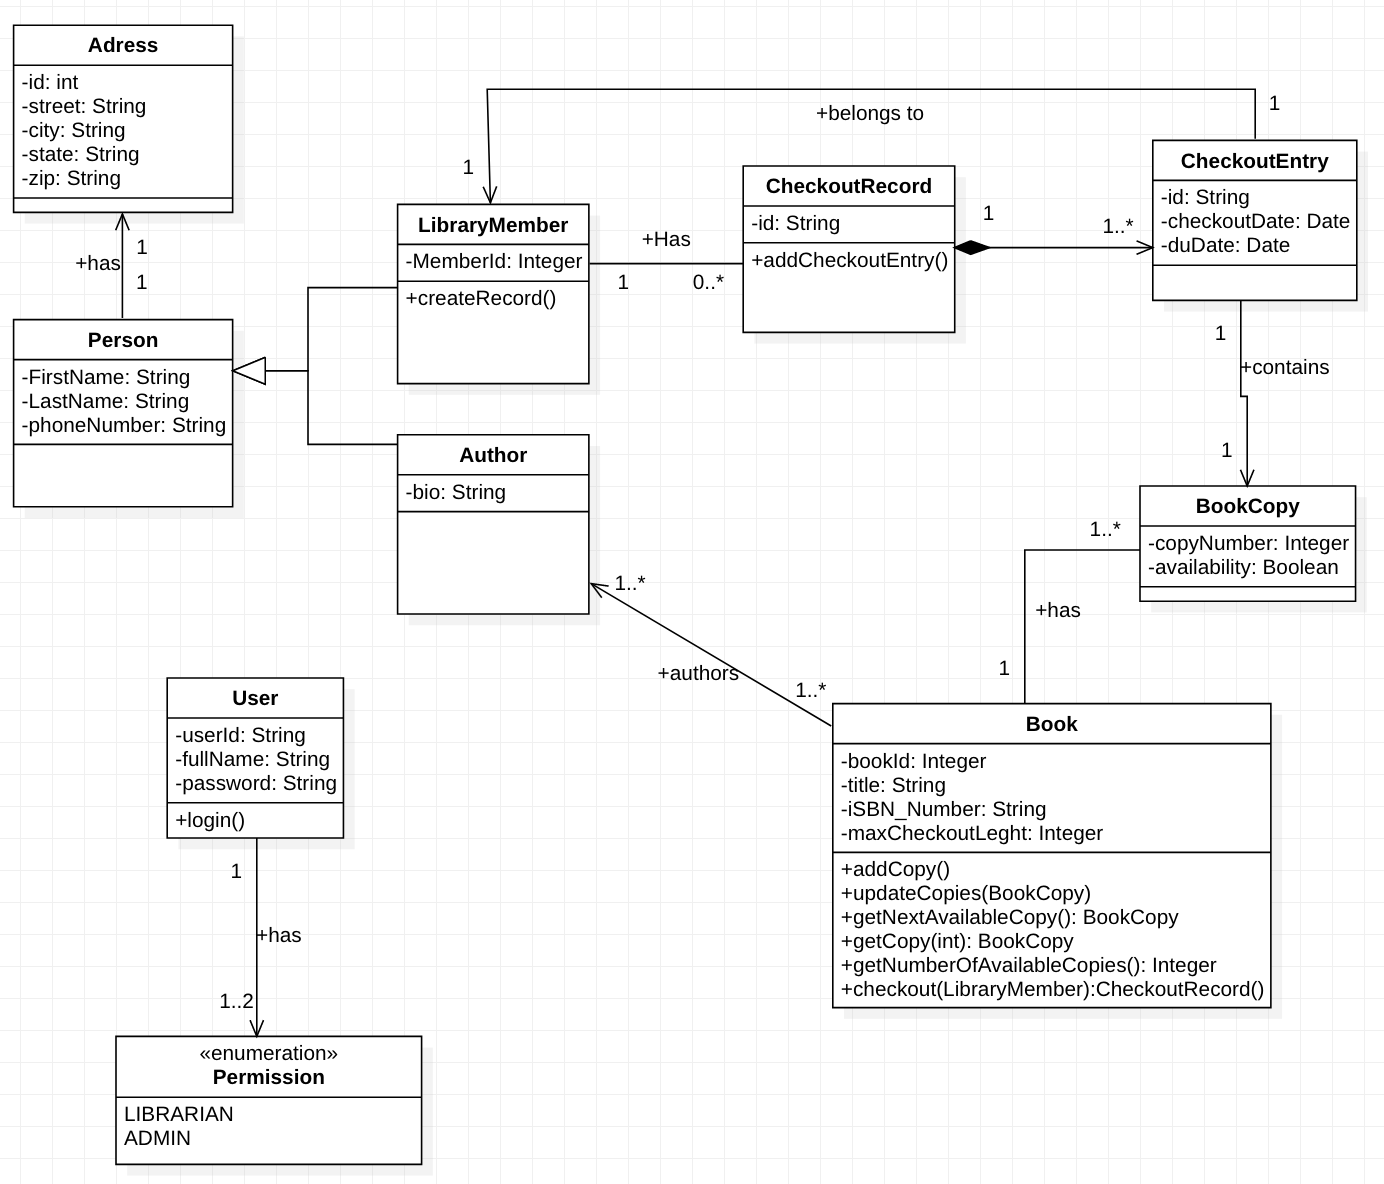 Adress
-id: int
-street: String
-city: String
-state: String
-zip: String
+has
1
1
Person
-FirstName: String
-LastName: String
-phoneNumber: String
+belongs to
1
1
LibraryMember
-MemberId: Integer
+createRecord()
+Has
1
0..*
CheckoutRecord
-id: String
+addCheckoutEntry()
1
1..*
CheckoutEntry
-id: String
-checkoutDate: Date
-duDate: Date
1
+contains
1
Author
-bio: String
BookCopy
-copyNumber: Integer
-availability: Boolean
1..*
+has
1
1..*
+authors
1..*
User
-userId: String
-fullName: String
-password: String
+login()
1
+has
1..2
«enumeration»
Permission
LIBRARIAN
ADMIN
Book
-bookId: Integer
-title: String
-iSBN_Number: String
-maxCheckoutLeght: Integer
+addCopy()
+updateCopies(BookCopy)
+getNextAvailableCopy(): BookCopy
+getCopy(int): BookCopy
+getNumberOfAvailableCopies(): Integer
+checkout(LibraryMember):CheckoutRecord()